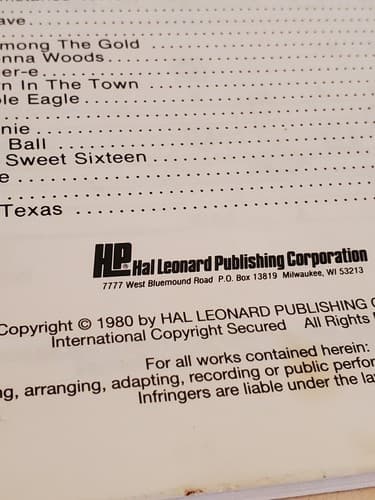 mong The Gold
nna Woods
er-e
n In The Town
le Eagle
nie
Ball
Sweet Sixteen
e
Texas
HLP® Hal Leonard Publishing Corporation
7777 West Bluemound Road P.O. Box 13819 Milwaukee, WI 53213
Copyright © 1980 by HAL LEONARD PUBLISHING
International Copyright Secured All Rights
For all works contained herein:
ng, arranging, adapting, recording or public perfor
Infringers are liable under the la